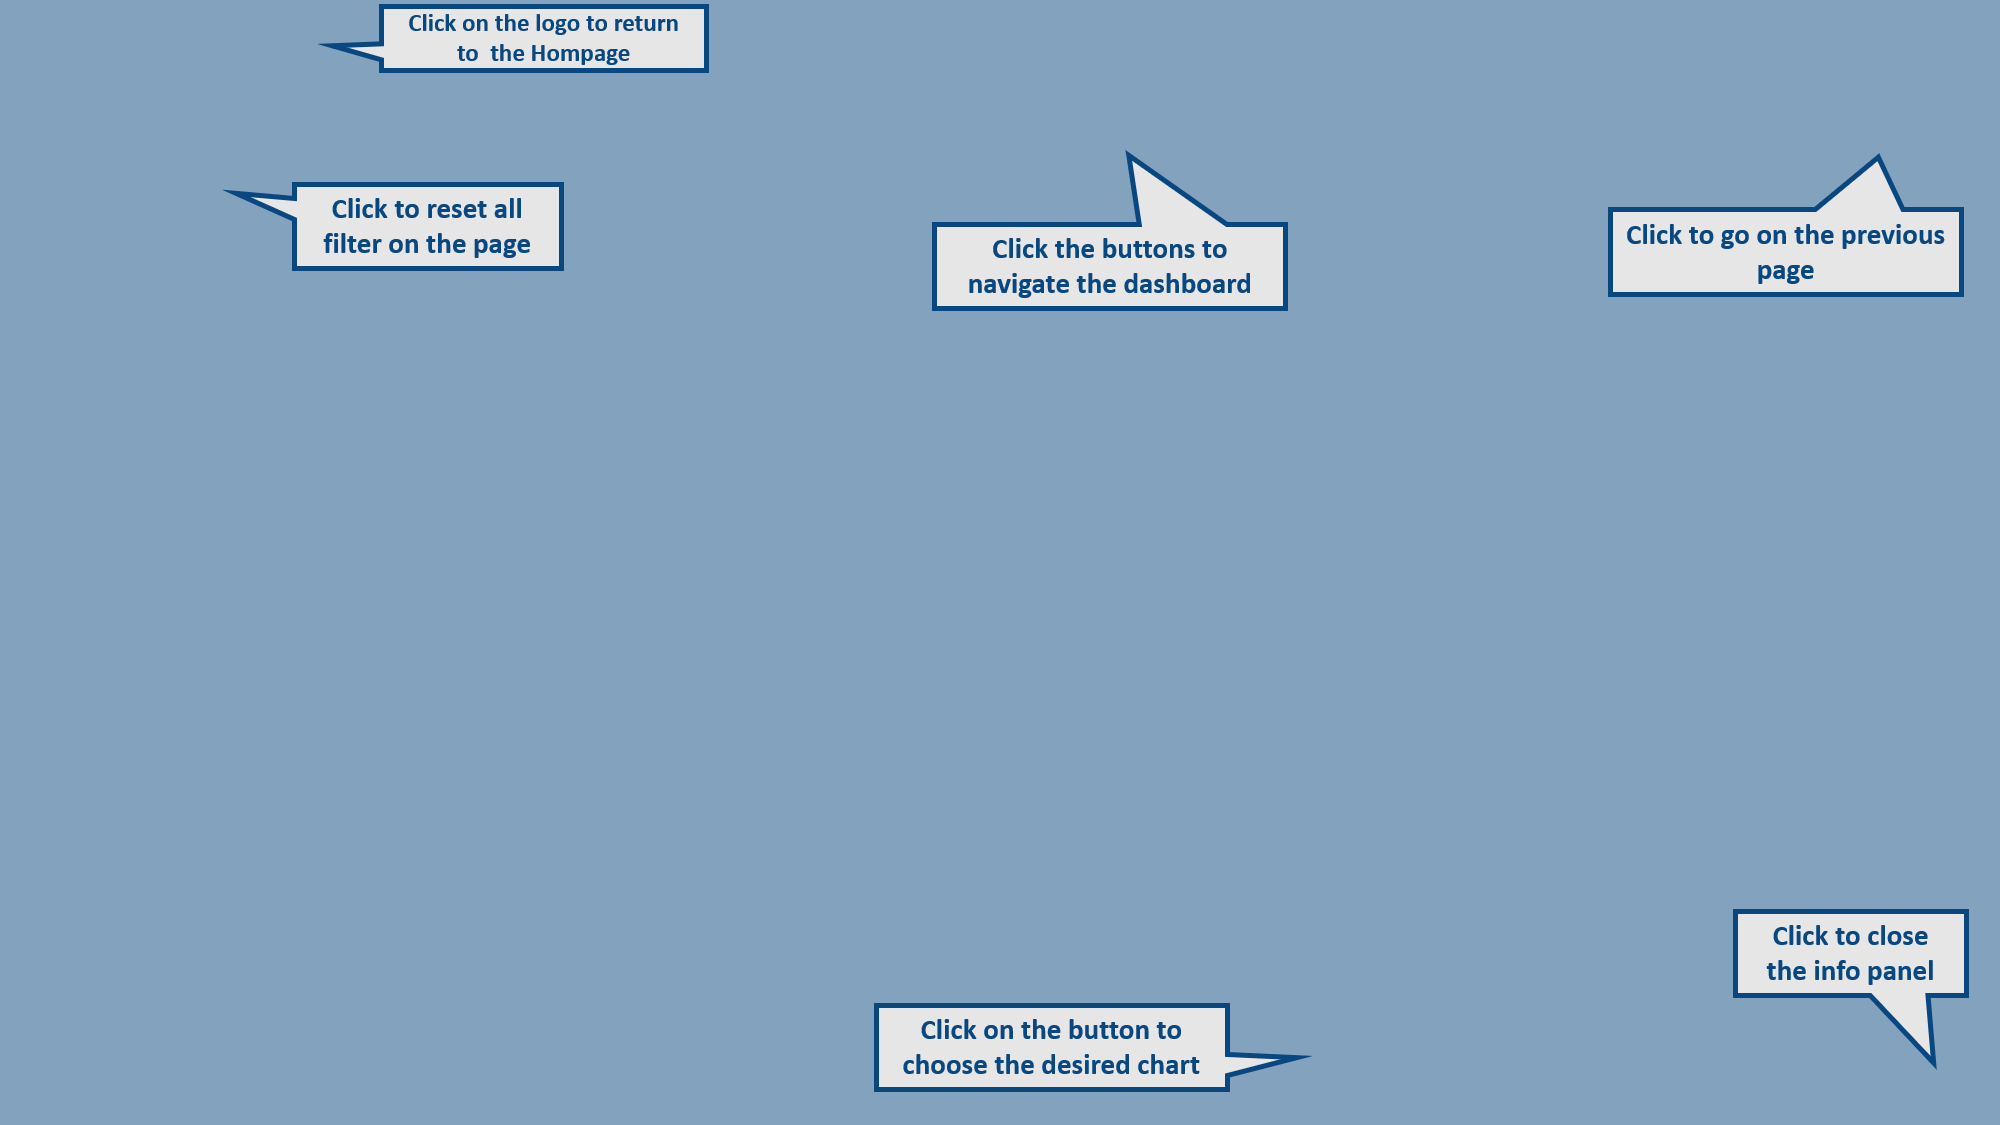 Click on the logo to return
to  the Hompage
Click to reset all
filter on the page
Click the buttons to
navigate the dashboard
Click to go on the previous
page
Click to close
the info panel
Click on the button to
choose the desired chart